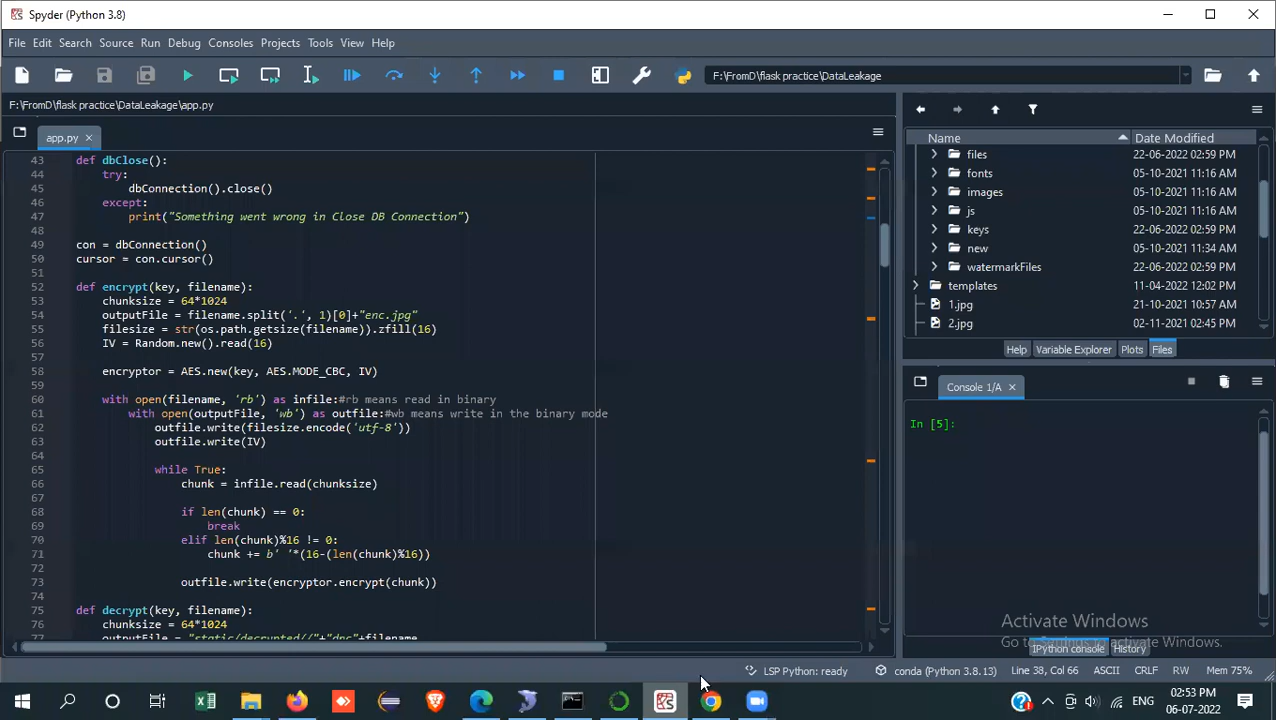 Spyder (Python 3.8)
File Edit Search Source Run Debug Consoles Projects Tools View Help
F:\FromD\flask practice\DataLeakage
F:\FromD\flask practice\DataLeakage\app.py
app.py
43 def dbClose():
44 try:
45 dbConnection().close()
46 except:
47 print("Something went wrong in Close DB Connection")
48
49 con = dbConnection()
50 cursor = con.cursor()
51
52 def encrypt(key, filename):
53 chunksize = 64*1024
54 outputFile = filename.split('.', 1)[0]+"enc.jpg"
55 filesize = str(os.path.getsize(filename)).zfill(16)
56 IV = Random.new().read(16)
57
58 encryptor = AES.new(key, AES.MODE_CBC, IV)
59
60 with open(filename, 'rb') as infile:#rb means read in binary
61 with open(outputFile, 'wb') as outfile:#wb means write in the binary mode
62 outfile.write(filesize.encode('utf-8'))
63 outfile.write(IV)
64
65 while True:
66 chunk = infile.read(chunksize)
67
68 if len(chunk) == 0:
69 break
70 elif len(chunk)%16 != 0:
71 chunk += b' '*(16-(len(chunk)%16))
72
73 outfile.write(encryptor.encrypt(chunk))
74
75 def decrypt(key, filename):
76 chunksize = 64*1024
77 outputFile = "static/decrypted//"+"dnc"+filename
Name Date Modified
files 22-06-2022 02:59 PM
fonts 05-10-2021 11:16 AM
images 05-10-2021 11:16 AM
js 05-10-2021 11:16 AM
keys 22-06-2022 02:59 PM
new 05-10-2021 11:34 AM
watermarkFiles 22-06-2022 02:59 PM
templates 11-04-2022 12:02 PM
1.jpg 21-10-2021 10:57 AM
2.jpg 02-11-2021 02:45 PM
Help Variable Explorer Plots Files
Console 1/A
In [5]:
Activate Windows
Go to Settings to activate Windows.
IPython console History
LSP Python: ready conda (Python 3.8.13) Line 38, Col 66 ASCII CRLF RW Mem 75%
ENG
02:53 PM
06-07-2022